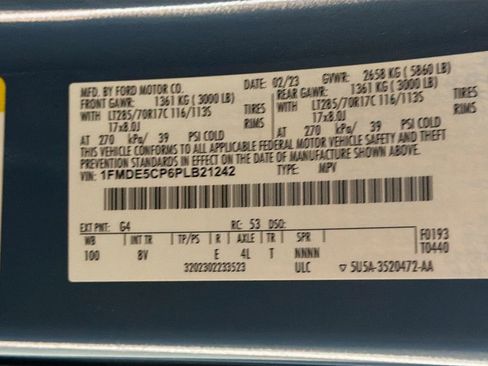 MFD. BY FORD MOTOR CO.
DATE: 02/23 GVWR: 2658 KG ( 5860 LB)
FRONT GAWR: 1361 KG ( 3000 LB) REAR GAWR: 1361 KG ( 3000 LB)
WITH LT285/70R17C 116/113S TIRES WITH LT285/70R17C 116/113S TIRES
17x8.0J RIMS 17x8.0J RIMS
AT 270 kPa/ 39 PSI COLD AT 270 kPa/ 39 PSI COLD
THIS VEHICLE CONFORMS TO ALL APPLICABLE FEDERAL MOTOR VEHICLE SAFETY AND THEFT
PREVENTION STANDARDS IN EFFECT ON THE DATE OF MANUFACTURE SHOWN ABOVE.
VIN: 1FMDE5CP6PLB21242 TYPE: MPV
EXT PNT: G4 RC: 53 DSO: F0193
WB INT TR TP/PS R AXLE TR SPR T0440
100 8V E 4L T NNNN
3202302233523 ULC ▽ 5U5A-3520472-AA